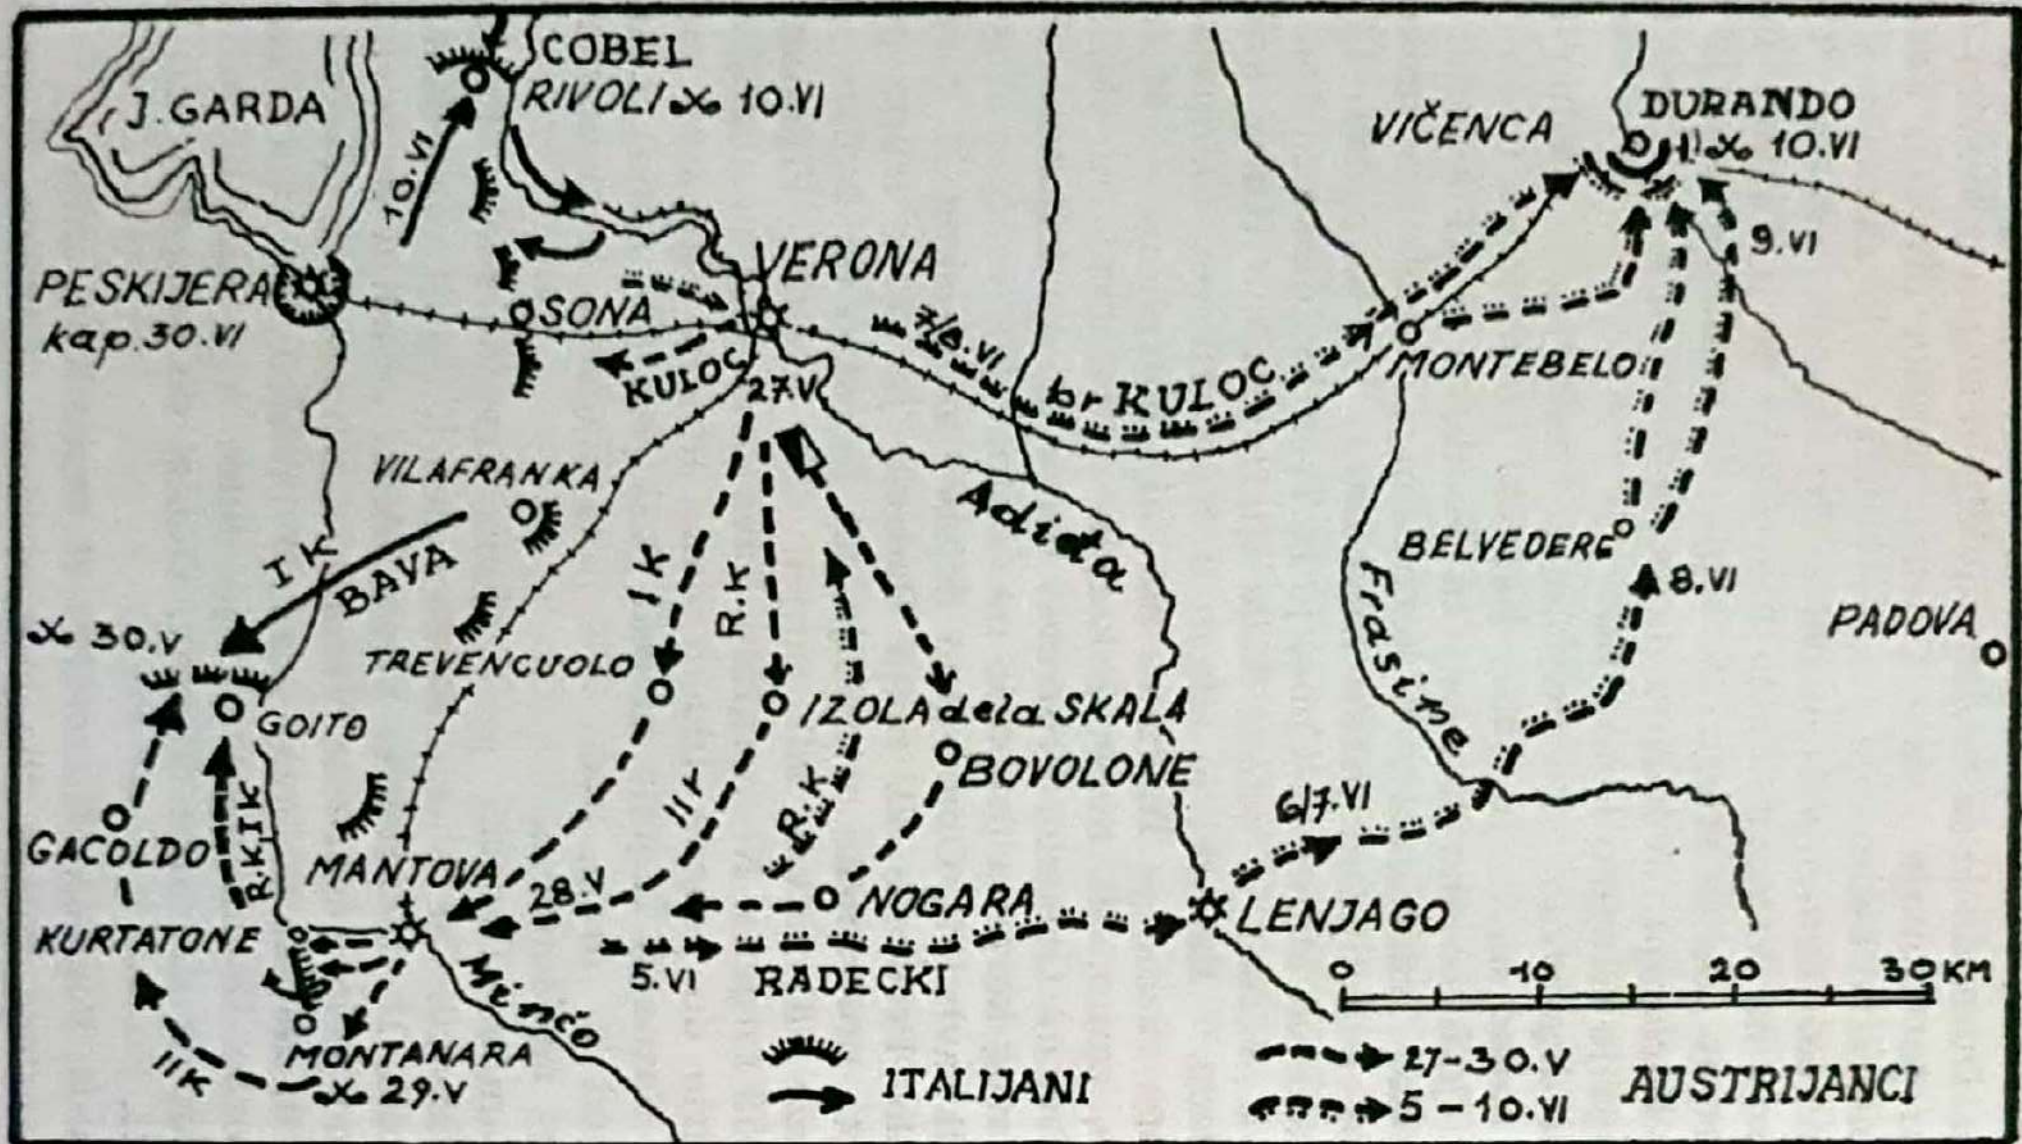 COBEL
RIVOLI 10.VI
J. GARDA
10.VI
DURANDO
10.VI
VIČENCA
9.VI
VERONA
PESKIJERA
kap. 30.VI
SONA
KULOC
27.V
7/8.VI
br KULOC
MONTEBELO
VILAFRANKA
Adiđa
BELVEDERE
8.VI
PADOVA
Frasine
I K
BAVA
30.V
TREVENCUOLO
I K
R.K
GOITO
IZOLA dela SKALA
BOVOLONE
II K
R.K
6/7.VI
GACOLDO
R.K I K
MANTOVA
28.V
NOGARA
LENJAGO
KURTATONE
5.VI
RADECKI
Minčo
MONTANARA
29.V
II K
0 10 20 30 KM
ITALIJANI
27-30.V
5-10.VI
AUSTRIJANCI